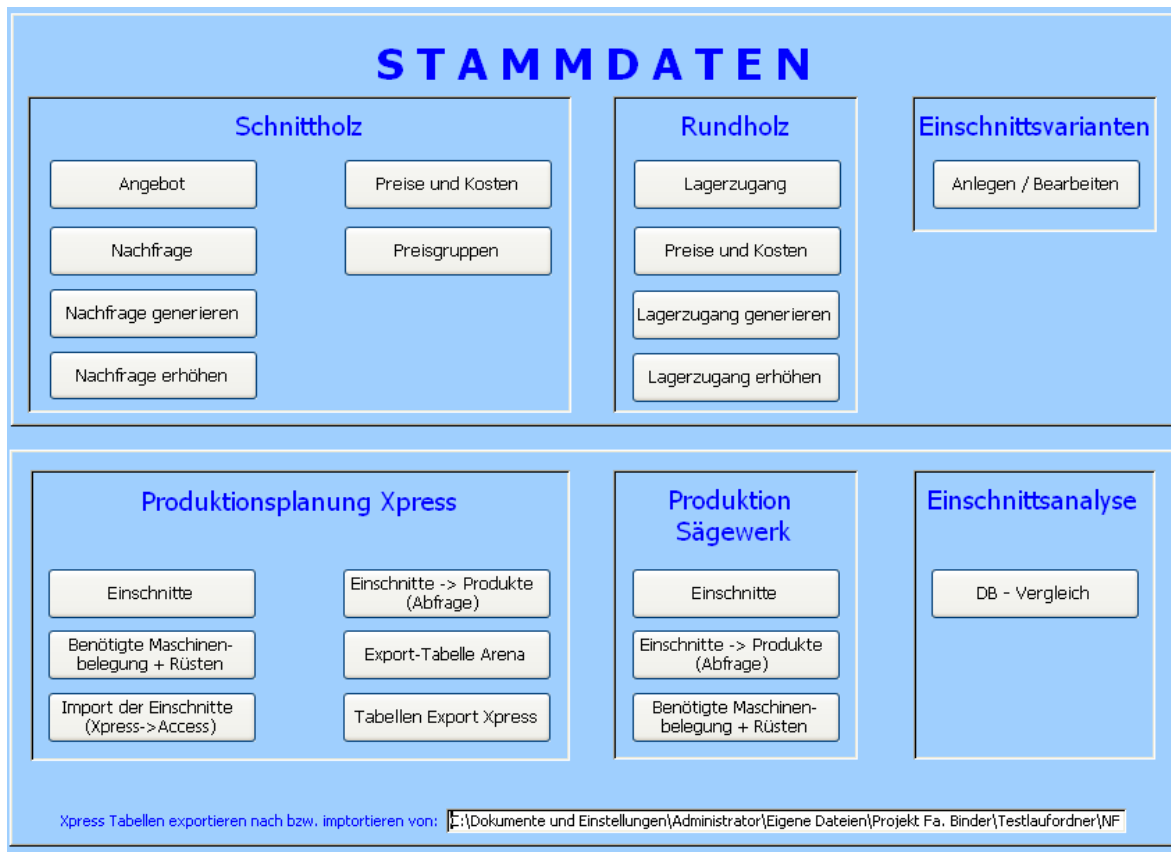 STAMMDATEN
Schnittholz
Angebot
Preise und Kosten
Nachfrage
Preisgruppen
Nachfrage generieren
Nachfrage erhöhen
Rundholz
Lagerzugang
Preise und Kosten
Lagerzugang generieren
Lagerzugang erhöhen
Einschnittsvarianten
Anlegen / Bearbeiten
Produktionsplanung Xpress
Einschnitte
Einschnitte -> Produkte
(Abfrage)
Benötigte Maschinen-
belegung + Rüsten
Export-Tabelle Arena
Import der Einschnitte
(Xpress->Access)
Tabellen Export Xpress
Produktion
Sägewerk
Einschnitte
Einschnitte -> Produkte
(Abfrage)
Benötigte Maschinen-
belegung + Rüsten
Einschnittsanalyse
DB - Vergleich
Xpress Tabellen exportieren nach bzw. imptortieren von: C:\Dokumente und Einstellungen\Administrator\Eigene Dateien\Projekt Fa. Binder\Testlaufordner\NF